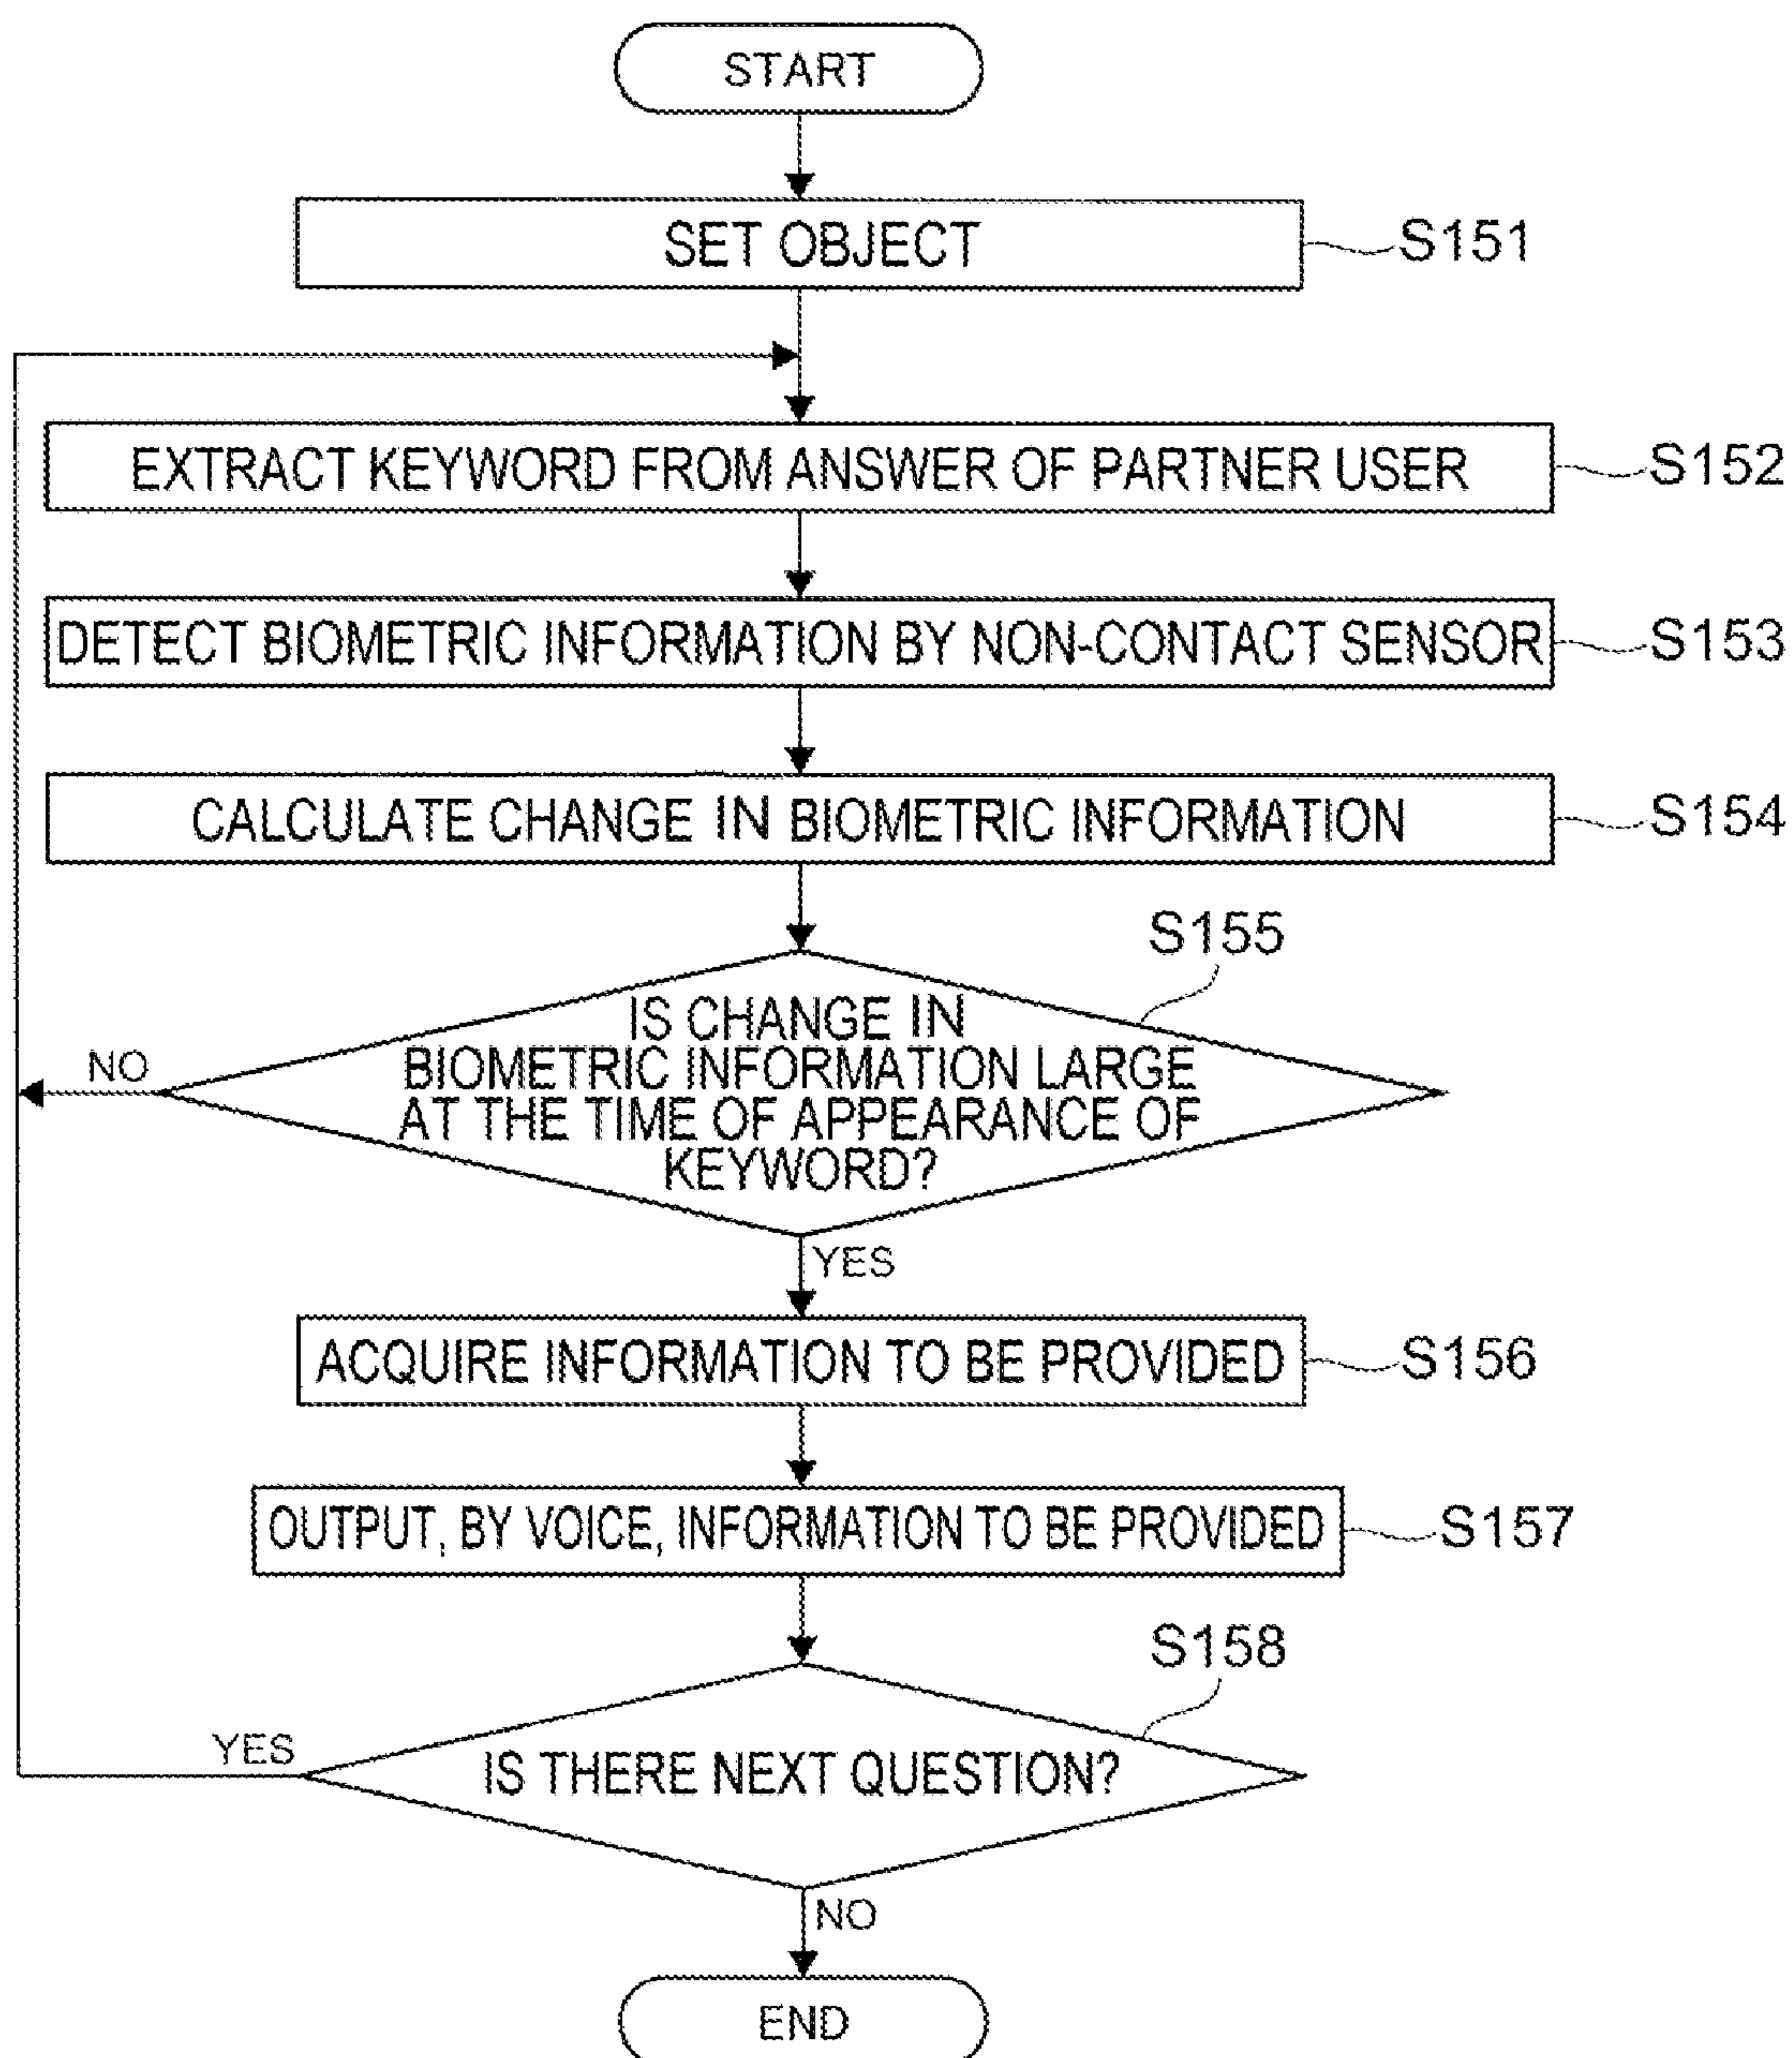 START
SET OBJECT
S151
EXTRACT KEYWORD FROM ANSWER OF PARTNER USER
S152
DETECT BIOMETRIC INFORMATION BY NON-CONTACT SENSOR
S153
CALCULATE CHANGE IN BIOMETRIC INFORMATION
S154
S155
IS CHANGE IN
BIOMETRIC INFORMATION LARGE
AT THE TIME OF APPEARANCE OF
KEYWORD?
NO
YES
ACQUIRE INFORMATION TO BE PROVIDED
S156
OUTPUT, BY VOICE, INFORMATION TO BE PROVIDED
S157
S158
IS THERE NEXT QUESTION?
YES
NO
END